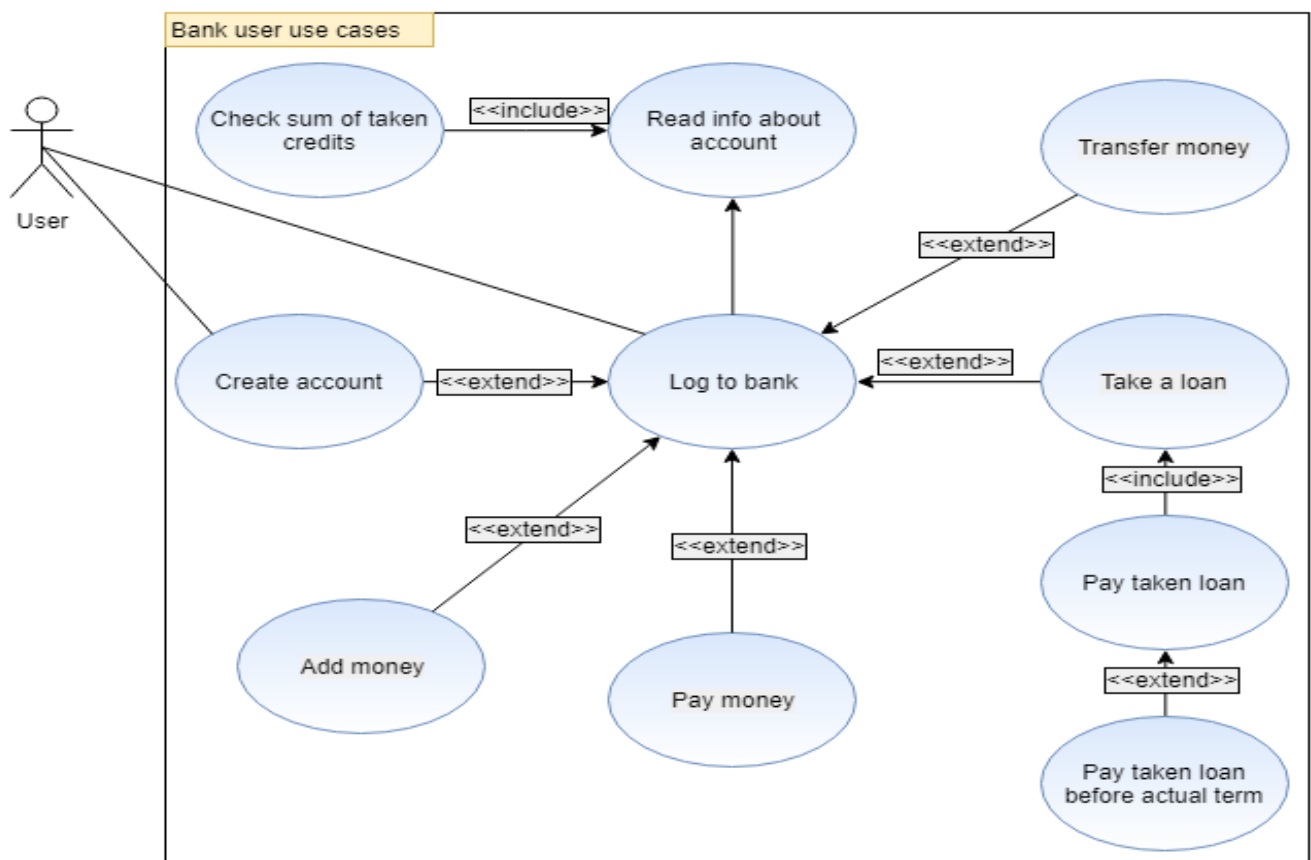 Bank user use cases
Check sum of taken
credits
<<include>>
Read info about
account
Transfer money
User
<<extend>>
Create account
<<extend>>
Log to bank
<<extend>>
Take a loan
<<include>>
<<extend>>
<<extend>>
Pay taken loan
Add money
Pay money
<<extend>>
Pay taken loan
before actual term